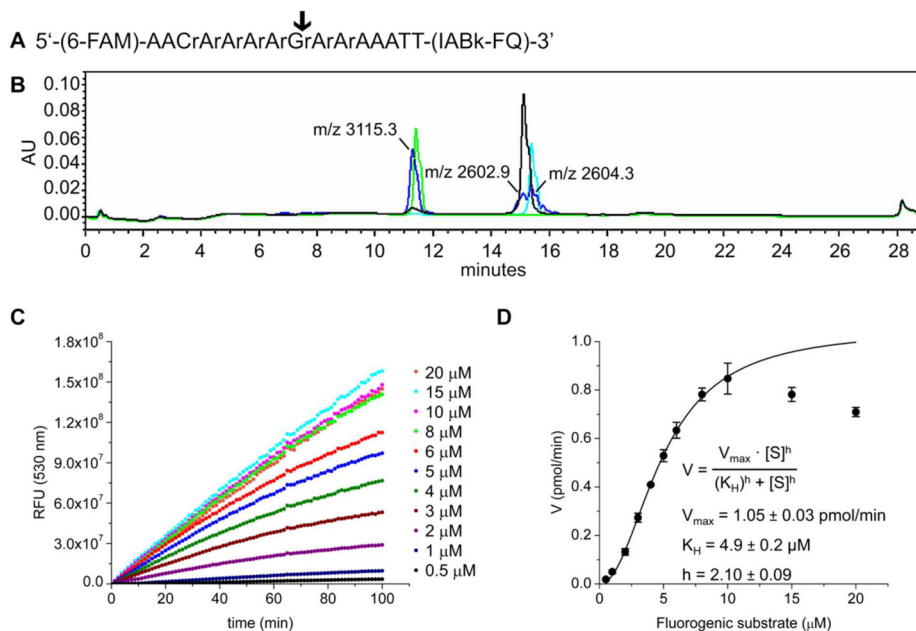 A 5‘-(6-FAM)-AACrArArArArGrArArAAATT-(IABk-FQ)-3’
B
0.10
0.08
0.06
0.04
0.02
0.00
AU
m/z 3115.3
m/z 2602.9
m/z 2604.3
0 2 4 6 8 10 12 14 16 18 20 22 24 26 28
minutes
C
1.8x10⁸
1.5x10⁸
1.2x10⁸
9.0x10⁷
6.0x10⁷
3.0x10⁷
0.0
RFU (530 nm)
0 20 40 60 80 100
time (min)
20 μM
15 μM
10 μM
8 μM
6 μM
5 μM
4 μM
3 μM
2 μM
1 μM
0.5 μM
D
1.0
0.8
0.6
0.4
0.2
0.0
V (pmol/min)
V = Vmax · [S]ʰ
(KH)ʰ + [S]ʰ
Vmax = 1.05 ± 0.03 pmol/min
KH = 4.9 ± 0.2 μM
h = 2.10 ± 0.09
0 5 10 15 20
Fluorogenic substrate (μM)